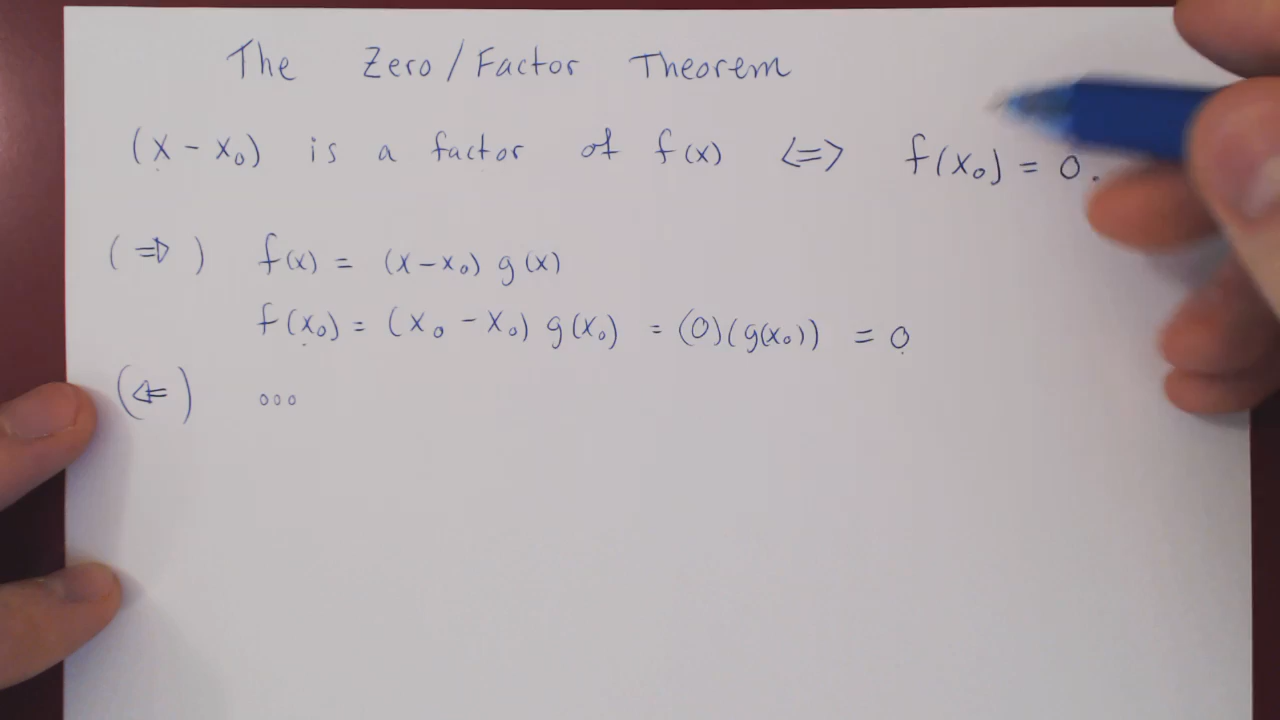 The Zero/Factor Theorem
(x - x₀) is a factor of f(x) <=> f(x₀) = 0.
(⇒) f(x) = (x-x₀) g(x)
f(x₀) = (x₀ - x₀) g(x₀) = (0)(g(x₀)) = 0
(⇐) ...